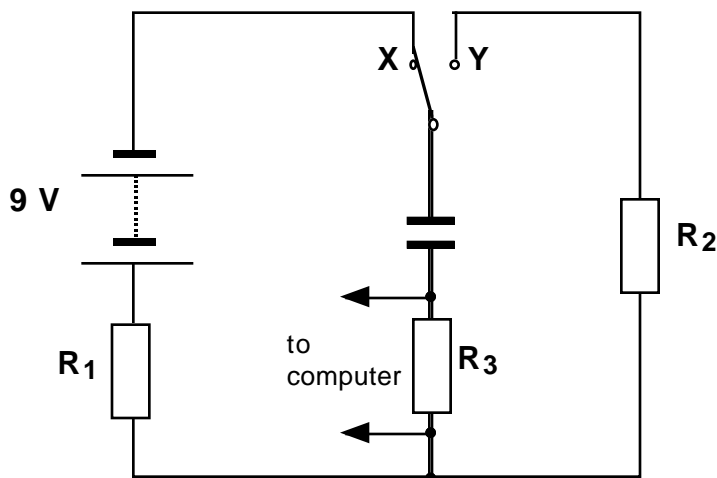 X Y
9 V
R2
R1
to
computer
R3